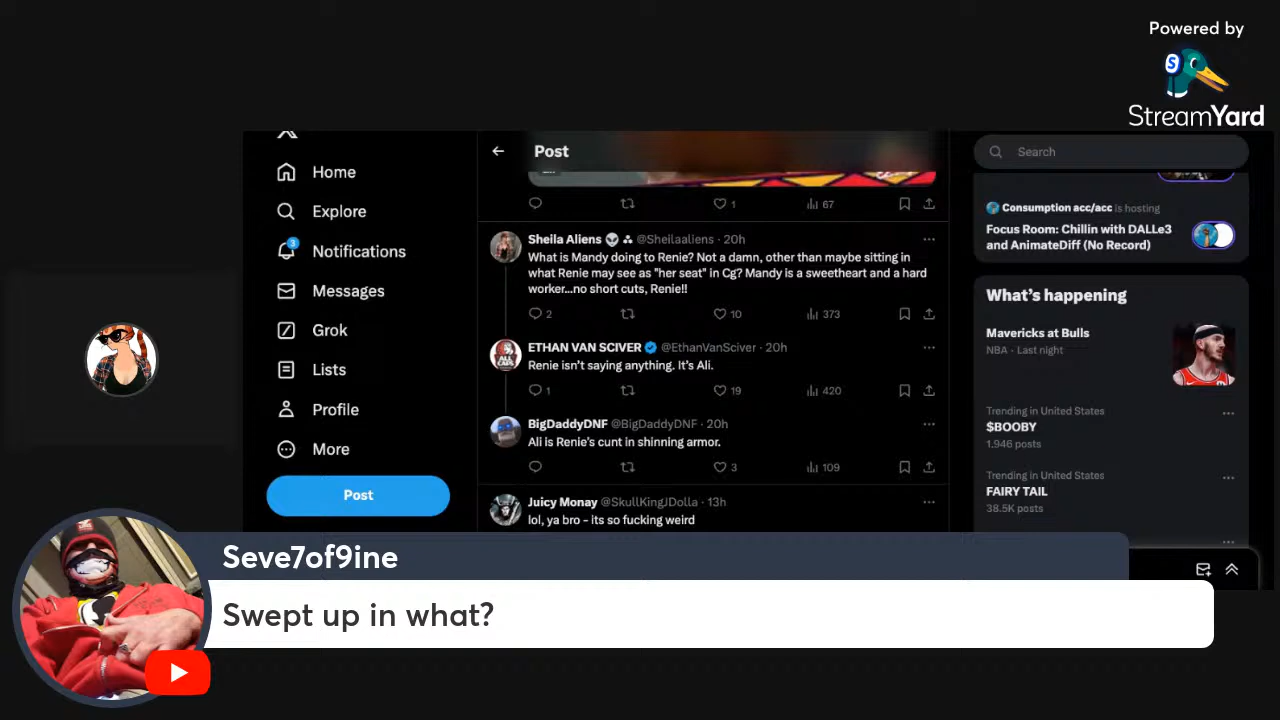 Powered by
S
StreamYard
Home
Explore
3
Notifications
Messages
Grok
Lists
Profile
More
Post
Post
1
67
Sheila Aliens @Sheilaaliens · 20h
What is Mandy doing to Renie? Not a damn, other than maybe sitting in
what Renie may see as "her seat" in Cg? Mandy is a sweetheart and a hard
worker...no short cuts, Renie!!
2
10
373
ETHAN VAN SCIVER @EthanVanSciver · 20h
Renie isn't saying anything. It's Ali.
1
19
420
BigDaddyDNF @BigDaddyDNF · 20h
Ali is Renie's cunt in shinning armor.
3
109
Juicy Monay @SkullKingJDolla · 13h
lol, ya bro - its so fucking weird
Search
Consumption acc/acc is hosting
Focus Room: Chillin with DALLe3
and AnimateDiff (No Record)
What's happening
Mavericks at Bulls
NBA · Last night
Trending in United States
$BOOBY
1,946 posts
Trending in United States
FAIRY TAIL
38.5K posts
Seve7of9ine
Swept up in what?